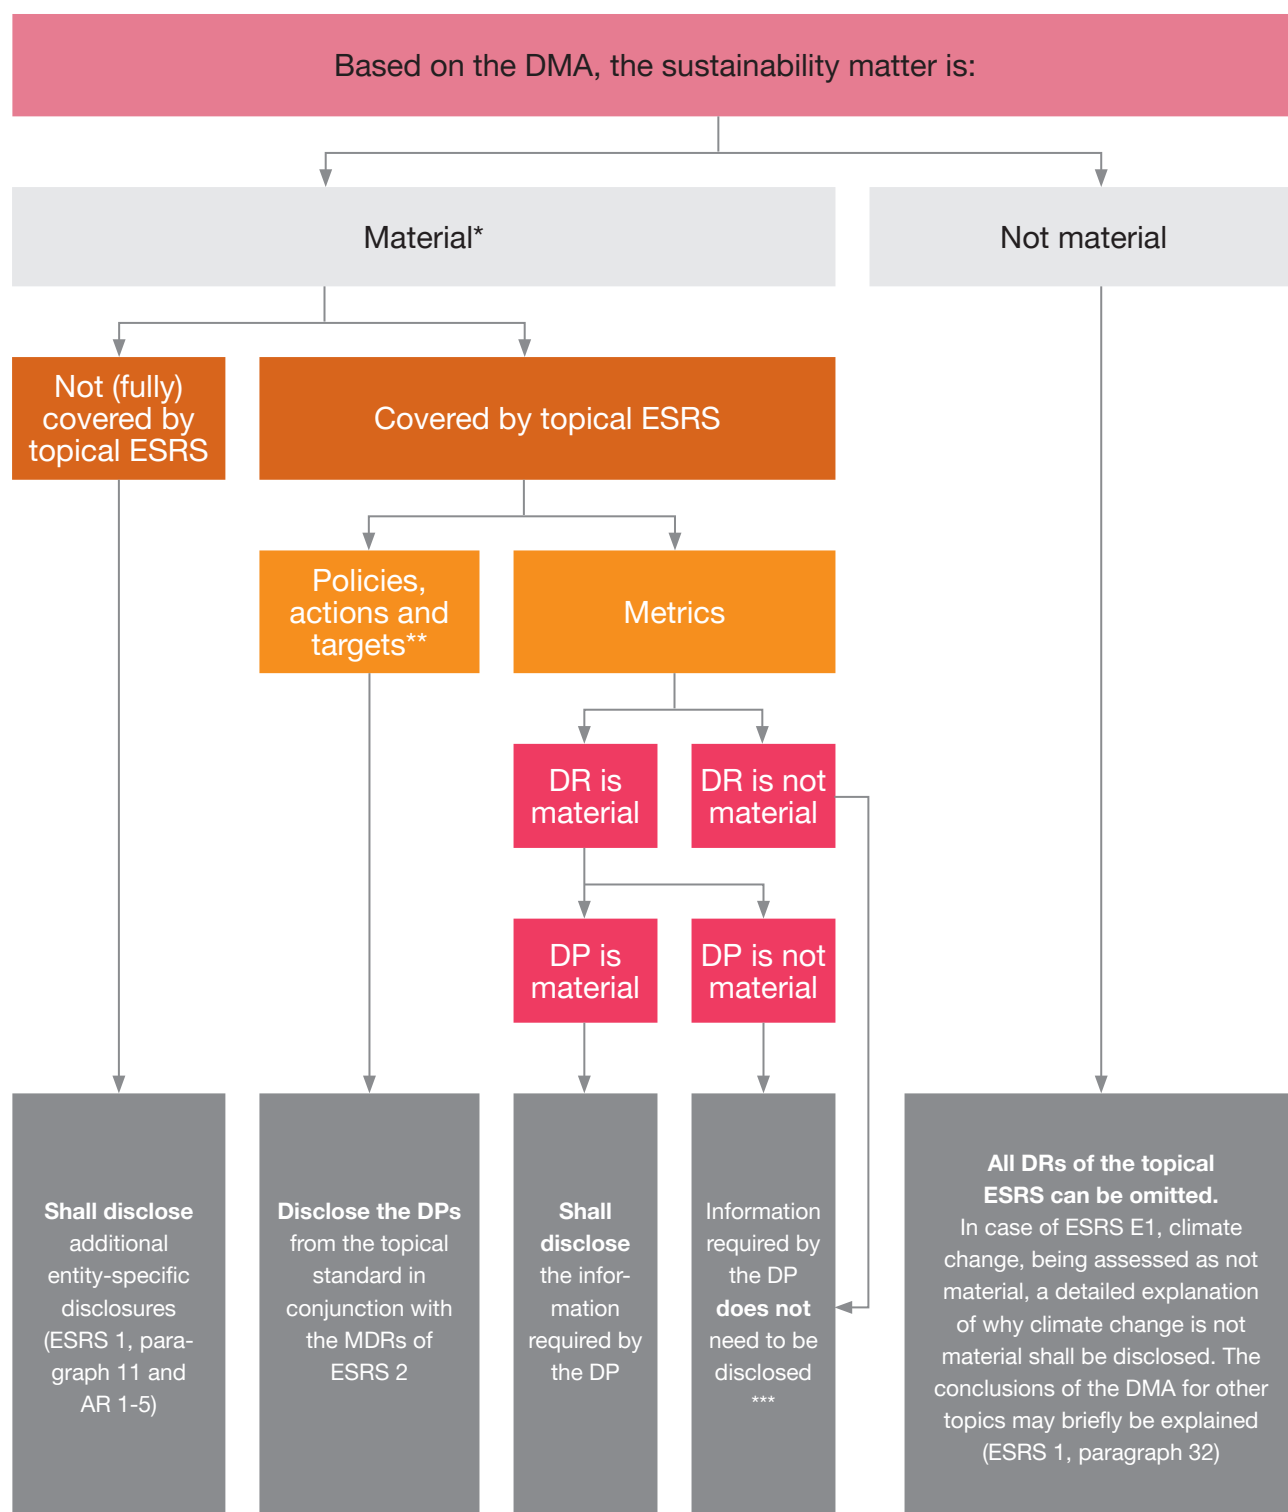 Based on the DMA, the sustainability matter is:
Material*
Not material
Not (fully)
covered by
topical ESRS
Covered by topical ESRS
Policies,
actions and
targets**
Metrics
DR is
material
DR is not
material
DP is
material
DP is not
material
Shall disclose
additional
entity-specific
disclosures
(ESRS 1, para-
graph 11 and
AR 1-5)
Disclose the DPs
from the topical
standard in
conjunction with
the MDRs of
ESRS 2
Shall
disclose
the infor-
mation
required by
the DP
Information
required by
the DP
does not
need to be
disclosed
***
All DRs of the topical
ESRS can be omitted.
In case of ESRS E1, climate
change, being assessed as not
material, a detailed explanation
of why climate change is not
material shall be disclosed. The
conclusions of the DMA for other
topics may briefly be explained
(ESRS 1, paragraph 32)